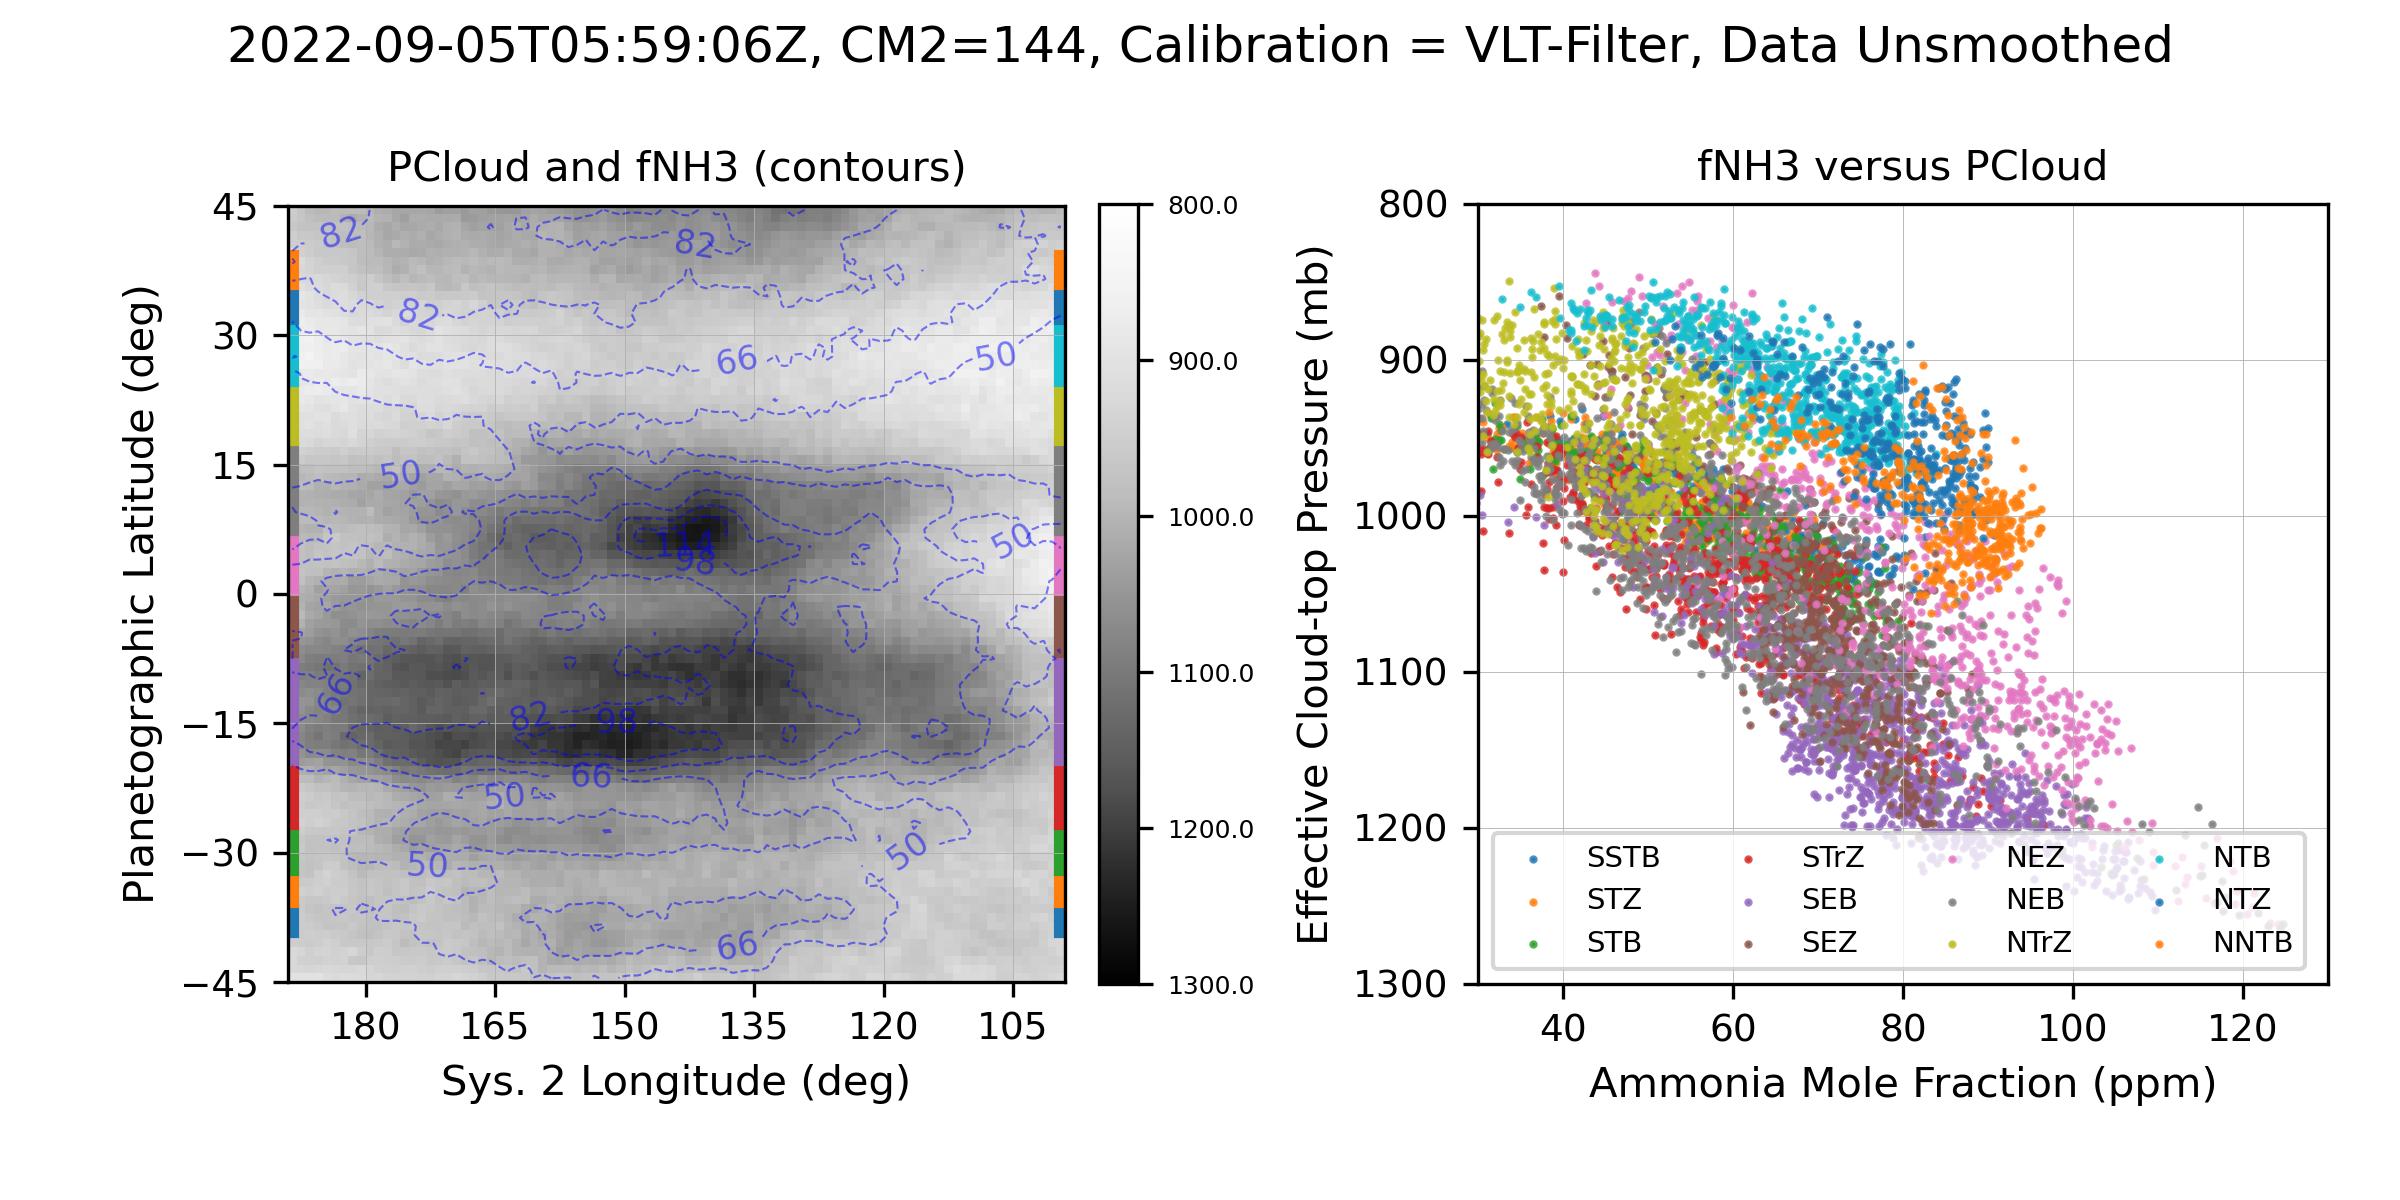 2022-09-05T05:59:06Z, CM2=144, Calibration = VLT-Filter, Data Unsmoothed
PCloud and fNH3 (contours)
Planetographic Latitude (deg)
45
30
15
0
−15
−30
−45
82
82
82
66
50
50
50
114
98
66
82
98
66
50
50
50
66
180
165
150
135
120
105
Sys. 2 Longitude (deg)
800.0
900.0
1000.0
1100.0
1200.0
1300.0
fNH3 versus PCloud
Effective Cloud-top Pressure (mb)
800
900
1000
1100
1200
1300
SSTB
STZ
STB
STrZ
SEB
SEZ
NEZ
NEB
NTrZ
NTB
NTZ
NNTB
40
60
80
100
120
Ammonia Mole Fraction (ppm)